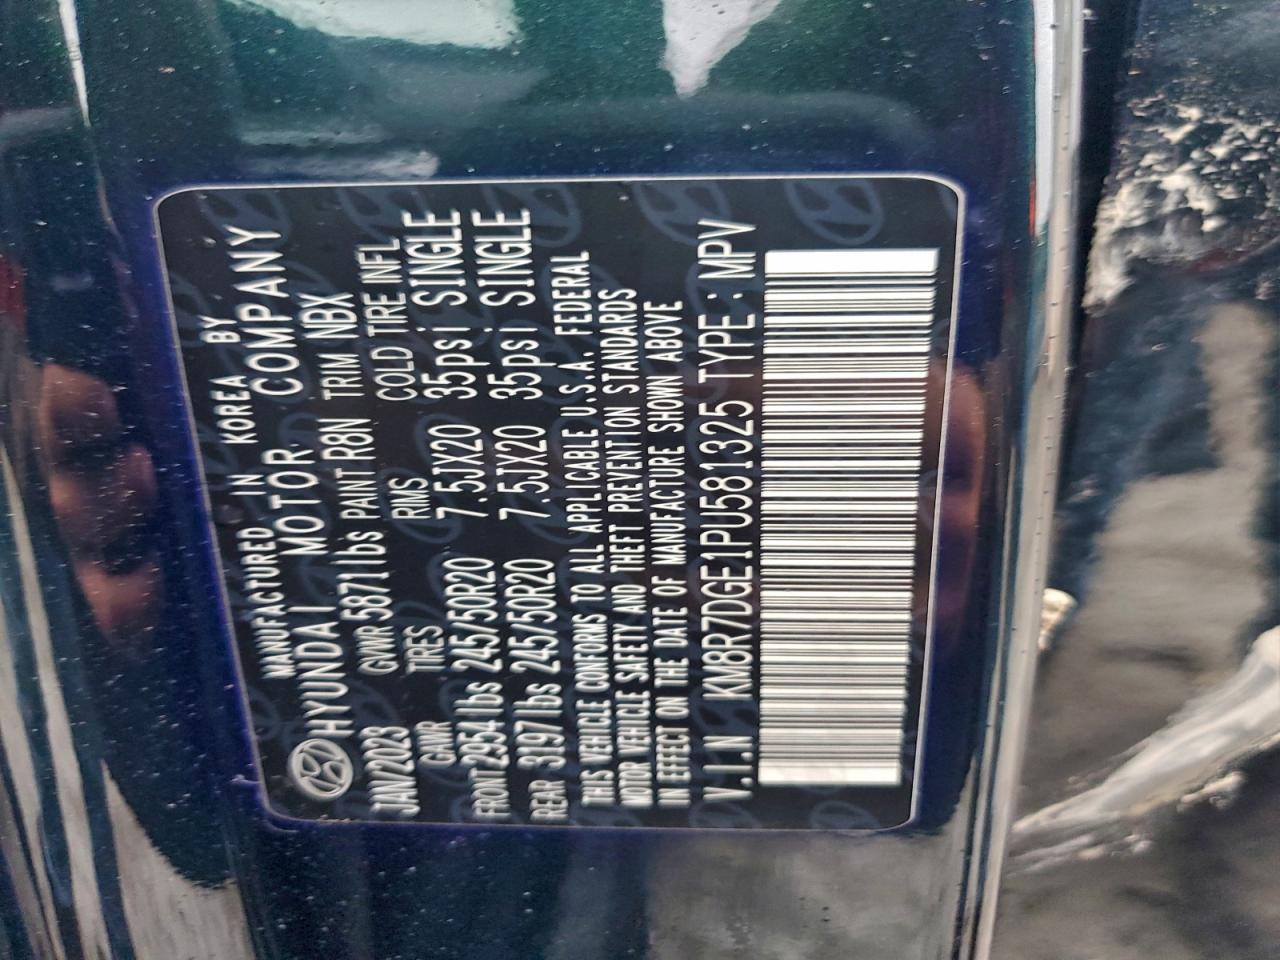 MANUFACTURED IN KOREA BY
HYUNDAI MOTOR COMPANY
JAN/2023 GVWR 5871lbs PAINT R8N TRIM NBX
GAWR TIRES RIMS COLD TIRE INFL
FRONT 2954lbs 245/50R20 7.5JX20 35psi SINGLE
REAR 3197lbs 245/50R20 7.5JX20 35psi SINGLE
THIS VEHICLE CONFORMS TO ALL APPLICABLE U.S.A. FEDERAL
MOTOR VEHICLE SAFETY AND THEFT PREVENTION STANDARDS
IN EFFECT ON THE DATE OF MANUFACTURE SHOWN ABOVE
V.I.N KM8R7DGE1PU581325 TYPE : MPV